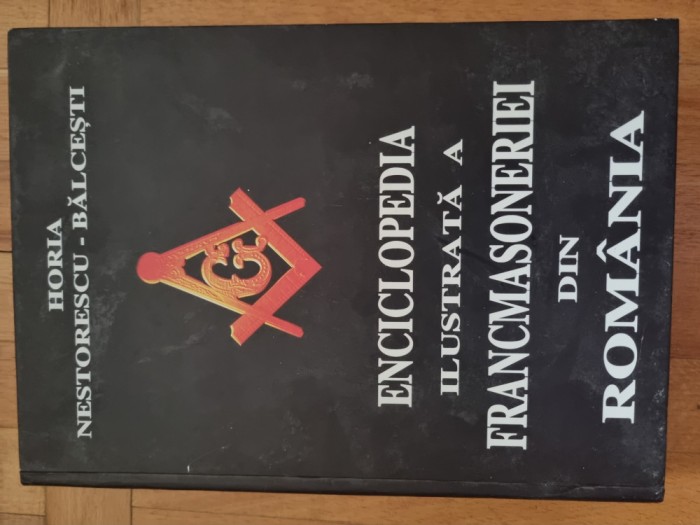 HORIA
NESTORESCU - BĂLCEȘTI
G
ENCICLOPEDIA
ILUSTRATĂ A
FRANCMASONERIEI
DIN
ROMÂNIA